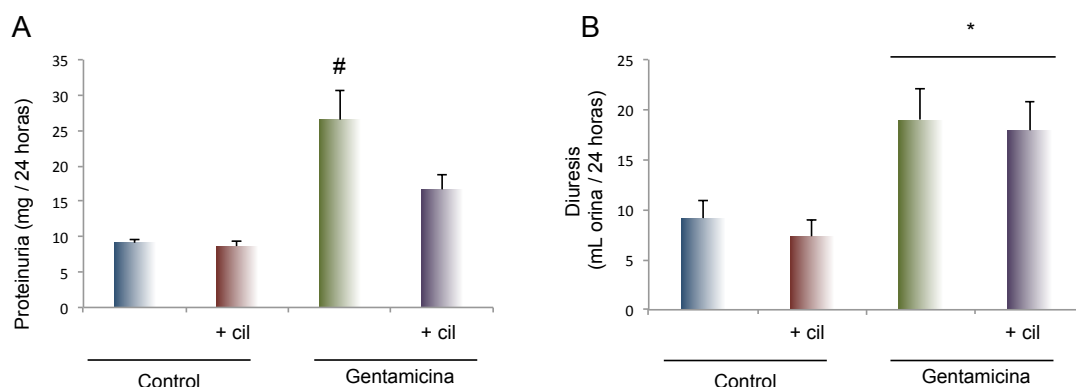 A
Proteinuria (mg / 24 horas)
35
30
25
20
15
10
5
0
#
+ cil
+ cil
Control
Gentamicina
B
Diuresis
(mL orina / 24 horas)
25
20
15
10
5
0
*
+ cil
+ cil
Control
Gentamicina